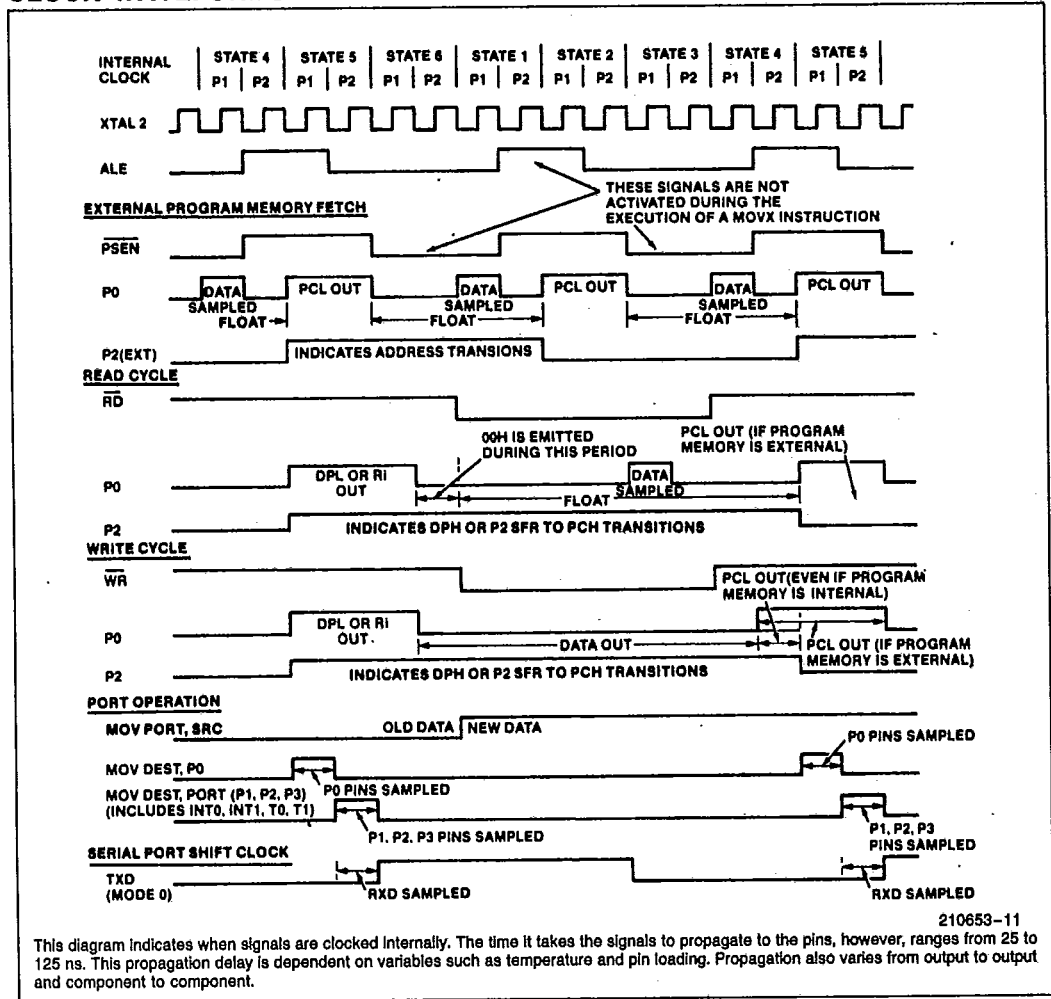 INTERNAL CLOCK
STATE 4 STATE 5 STATE 6 STATE 1 STATE 2 STATE 3 STATE 4 STATE 5
P1 P2 P1 P2 P1 P2 P1 P2 P1 P2 P1 P2 P1 P2 P1 P2
XTAL 2
ALE
THESE SIGNALS ARE NOT
ACTIVATED DURING THE
EXECUTION OF A MOVX INSTRUCTION
EXTERNAL PROGRAM MEMORY FETCH
PSEN
P0
DATA SAMPLED
FLOAT
PCL OUT
DATA SAMPLED
FLOAT
PCL OUT
DATA SAMPLED
FLOAT
PCL OUT
P2(EXT)
INDICATES ADDRESS TRANSIONS
READ CYCLE
RD
00H IS EMITTED
DURING THIS PERIOD
PCL OUT (IF PROGRAM
MEMORY IS EXTERNAL)
P0
DPL OR RI
OUT
DATA
SAMPLED
FLOAT
P2
INDICATES DPH OR P2 SFR TO PCH TRANSITIONS
WRITE CYCLE
WR
PCL OUT(EVEN IF PROGRAM
MEMORY IS INTERNAL)
P0
DPL OR RI
OUT
DATA OUT
PCL OUT (IF PROGRAM
MEMORY IS EXTERNAL)
P2
INDICATES DPH OR P2 SFR TO PCH TRANSITIONS
PORT OPERATION
MOV PORT, SRC
OLD DATA NEW DATA
P0 PINS SAMPLED
MOV DEST, P0
P0 PINS SAMPLED
MOV DEST, PORT (P1, P2, P3)
(INCLUDES INT0, INT1, T0, T1)
P1, P2, P3 PINS SAMPLED
P1, P2, P3
PINS SAMPLED
SERIAL PORT SHIFT CLOCK
TXD
(MODE 0)
RXD SAMPLED
RXD SAMPLED
210653-11
This diagram indicates when signals are clocked internally. The time it takes the signals to propagate to the pins, however, ranges from 25 to
125 ns. This propagation delay is dependent on variables such as temperature and pin loading. Propagation also varies from output to output
and component to component.